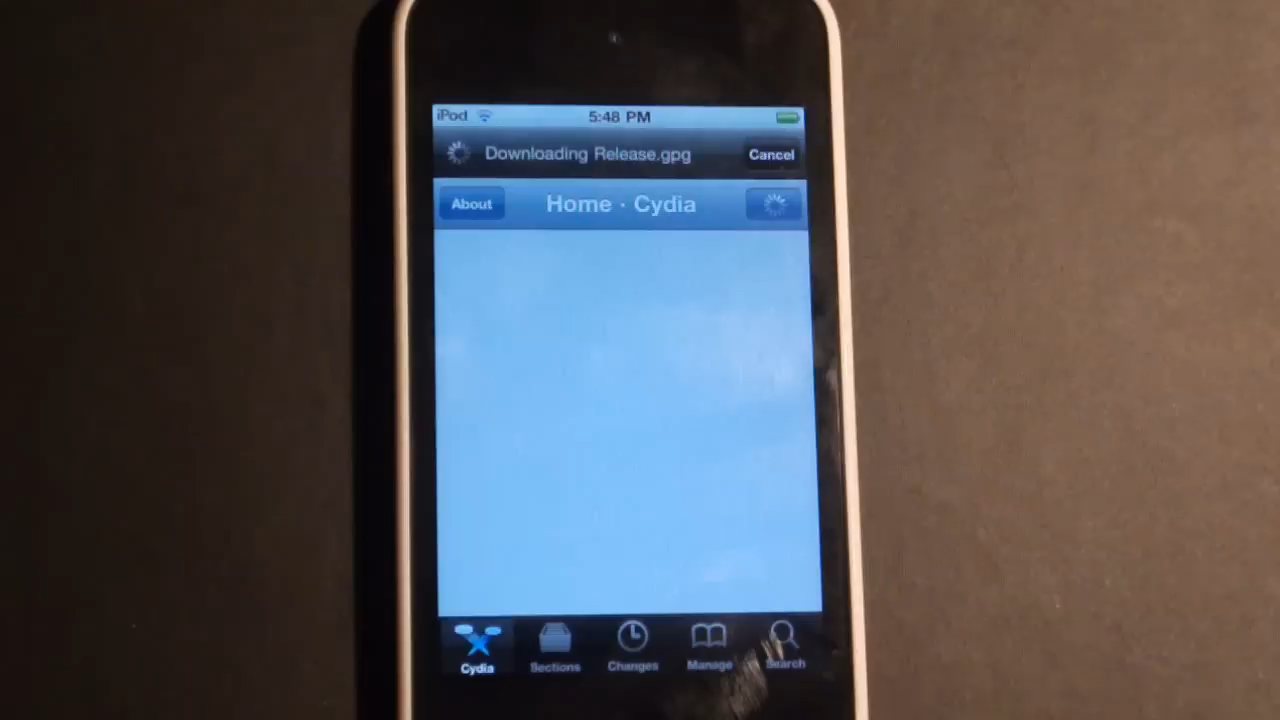 iPod 5:48 PM
Downloading Release.gpg Cancel
About Home · Cydia
Cydia Sections Changes Manage Search